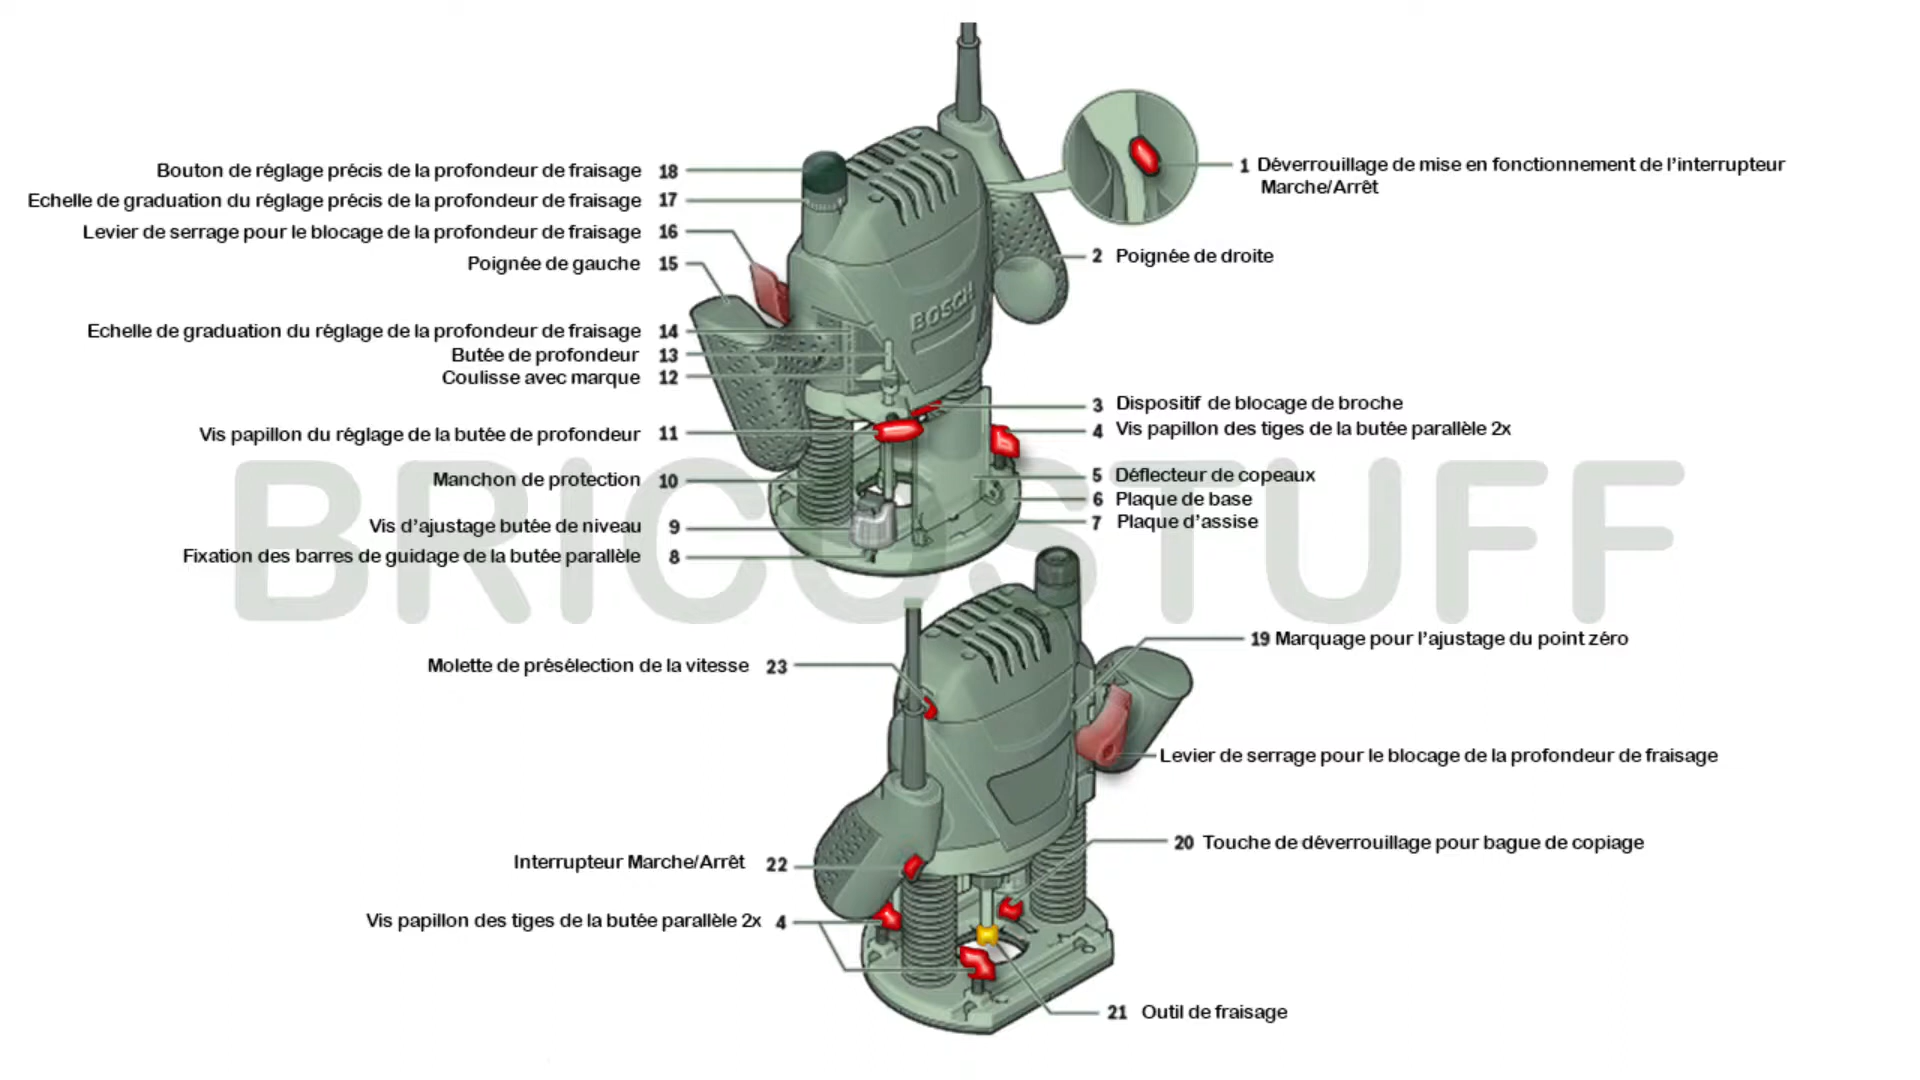 18 Bouton de réglage précis de la profondeur de fraisage
17 Echelle de graduation du réglage précis de la profondeur de fraisage
16 Levier de serrage pour le blocage de la profondeur de fraisage
15 Poignée de gauche
14 Echelle de graduation du réglage de la profondeur de fraisage
13 Butée de profondeur
12 Coulisse avec marque
11 Vis papillon du réglage de la butée de profondeur
10 Manchon de protection
9 Vis d'ajustage butée de niveau
8 Fixation des barres de guidage de la butée parallèle
BOSCH
1 Déverrouillage de mise en fonctionnement de l'interrupteur
Marche/Arrêt
2 Poignée de droite
3 Dispositif de blocage de broche
4 Vis papillon des tiges de la butée parallèle 2x
5 Déflecteur de copeaux
6 Plaque de base
7 Plaque d'assise
BRICOSTUFF
23 Molette de présélection de la vitesse
22 Interrupteur Marche/Arrêt
4 Vis papillon des tiges de la butée parallèle 2x
19 Marquage pour l'ajustage du point zéro
Levier de serrage pour le blocage de la profondeur de fraisage
20 Touche de déverrouillage pour bague de copiage
21 Outil de fraisage